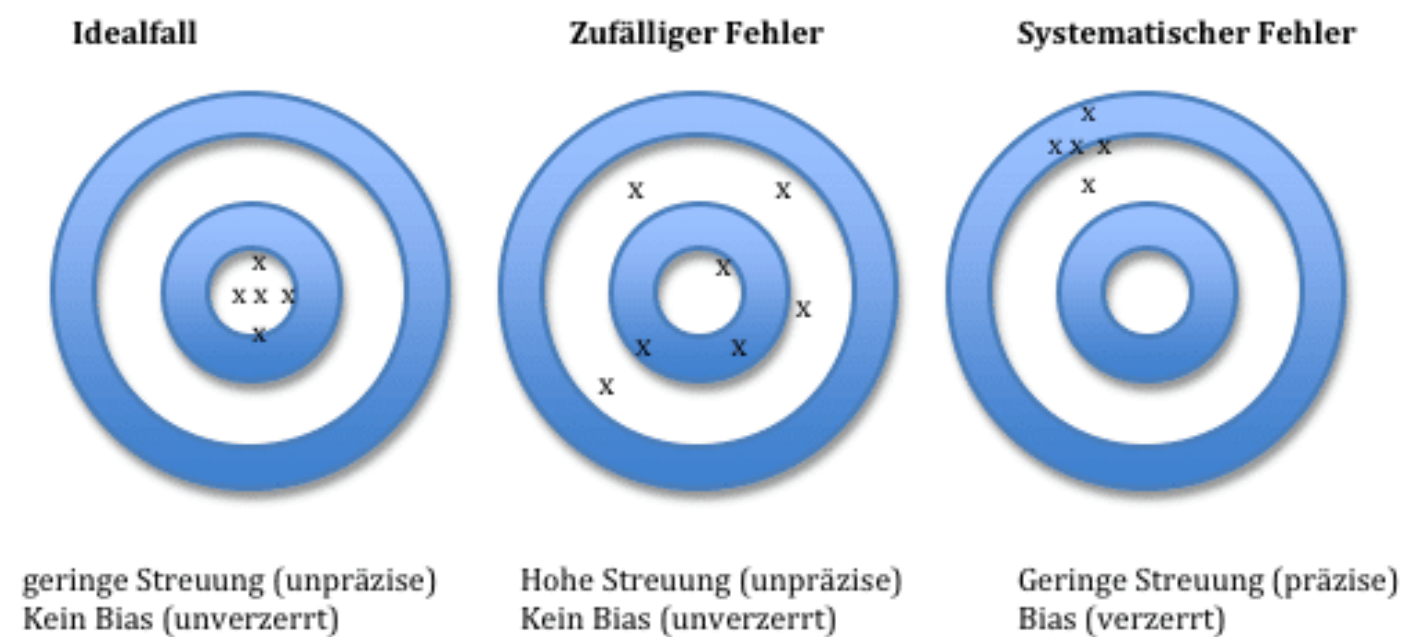 Idealfall
Zufälliger Fehler
Systematischer Fehler
x
x x x
x
x
x
x
x
x
x
x
x
x x x
x
geringe Streuung (unpräzise)
Kein Bias (unverzerrt)
Hohe Streuung (unpräzise)
Kein Bias (unverzerrt)
Geringe Streuung (präzise)
Bias (verzerrt)